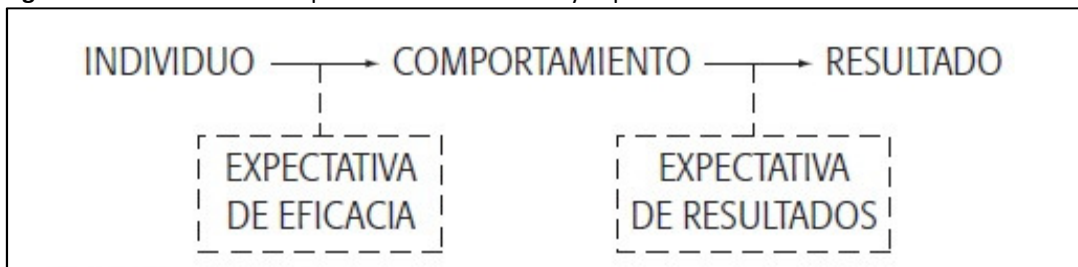 INDIVIDUO COMPORTAMIENTO RESULTADO
EXPECTATIVA
DE EFICACIA
EXPECTATIVA
DE RESULTADOS